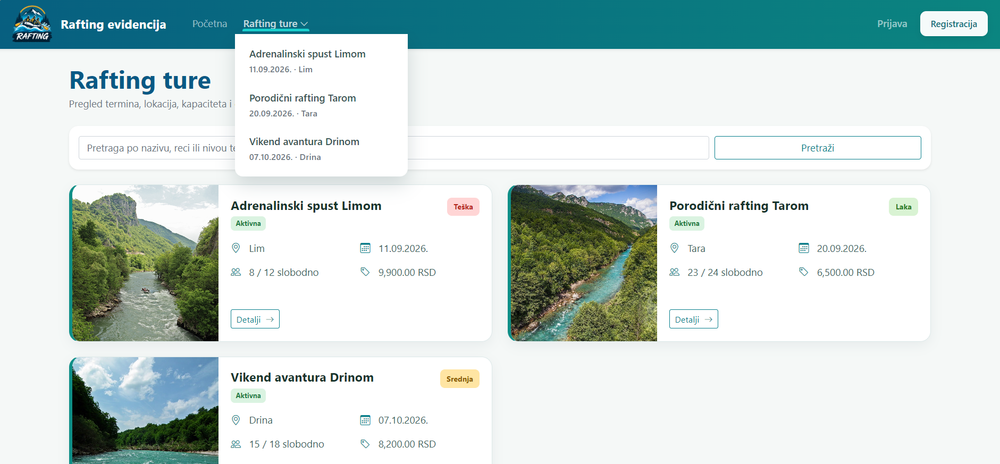 RAFTING
Rafting evidencija
Početna
Rafting ture
Prijava
Registracija
Adrenalinski spust Limom
11.09.2026. · Lim
Porodični rafting Tarom
20.09.2026. · Tara
Vikend avantura Drinom
07.10.2026. · Drina
Rafting ture
Pregled termina, lokacija, kapaciteta i
Pretraga po nazivu, reci ili nivou
Pretraži
Adrenalinski spust Limom
Teška
Aktivna
Lim
11.09.2026.
8 / 12 slobodno
9,900.00 RSD
Detalji
Porodični rafting Tarom
Laka
Aktivna
Tara
20.09.2026.
23 / 24 slobodno
6,500.00 RSD
Detalji
Vikend avantura Drinom
Srednja
Aktivna
Drina
07.10.2026.
15 / 18 slobodno
8,200.00 RSD